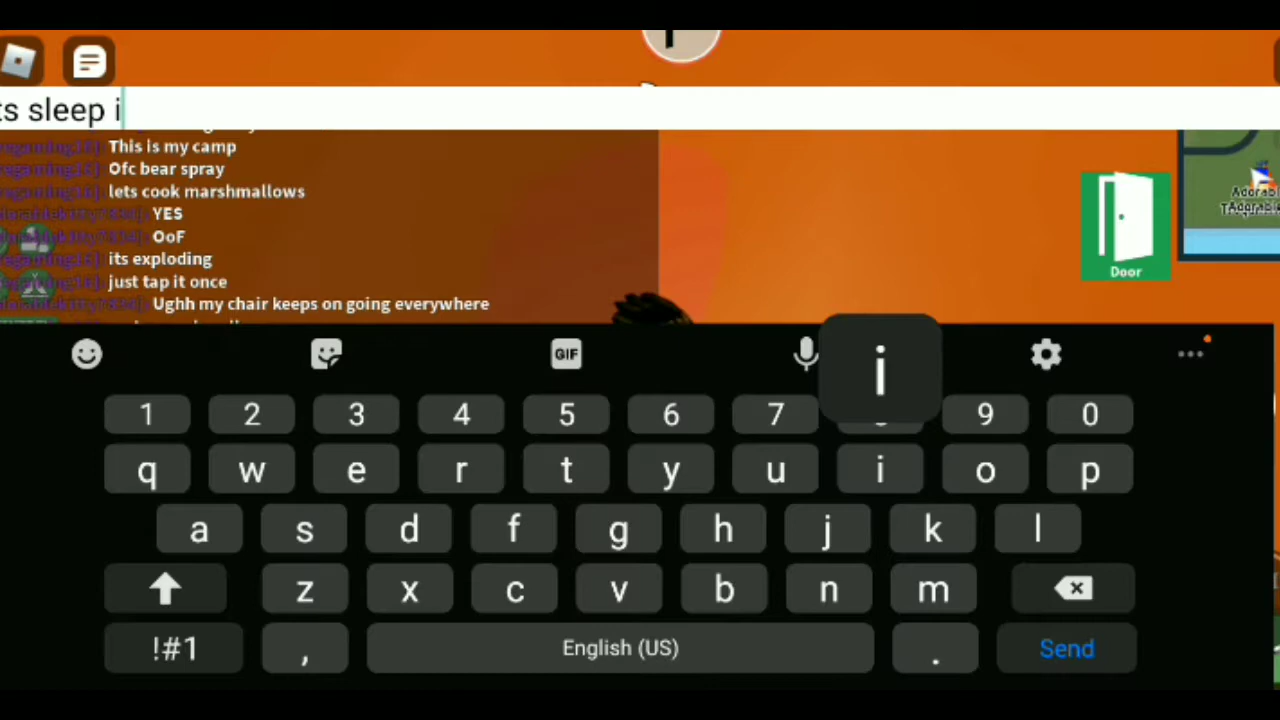 ts sleep i
This is my camp
Ofc bear spray
lets cook marshmallows
YES
OoF
its exploding
just tap it once
Ughh my chair keeps on going everywhere
Door
GIF
i
1 2 3 4 5 6 7 9 0
q w e r t y u i o p
a s d f g h j k l
z x c v b n m
!#1 , English (US) . Send